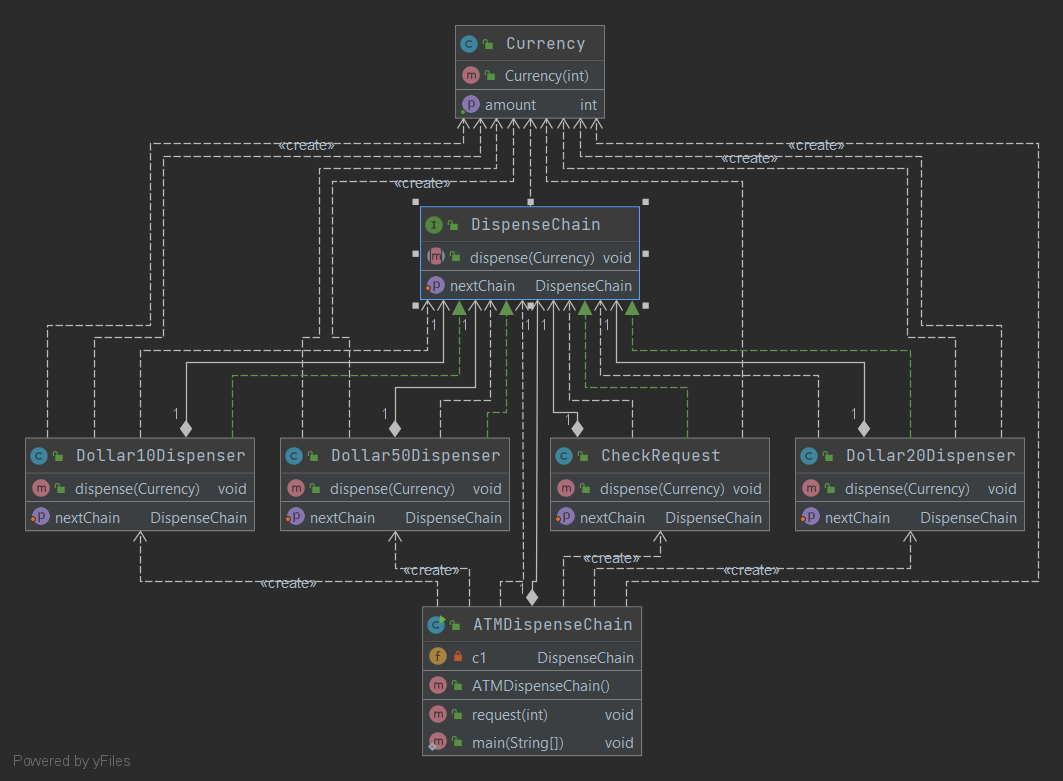 Currency
Currency(int)
amount int
«create»
«create»
«create»
«create»
DispenseChain
dispense(Currency) void
nextChain DispenseChain
1 1 1 1 1
1 1 1 1
Dollar10Dispenser
dispense(Currency) void
nextChain DispenseChain
Dollar50Dispenser
dispense(Currency) void
nextChain DispenseChain
CheckRequest
dispense(Currency) void
nextChain DispenseChain
Dollar20Dispenser
dispense(Currency) void
nextChain DispenseChain
«create»
«create»
«create»
«create»
1
ATMDispenseChain
c1 DispenseChain
ATMDispenseChain()
request(int) void
main(String[]) void
Powered by yFiles